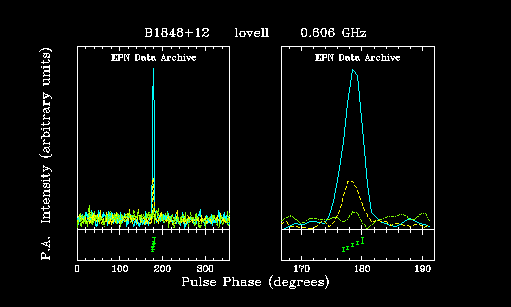 B1848+12 lovell 0.606 GHz
EPN Data Archive EPN Data Archive
P.A. Intensity (arbitrary units)
0 100 200 300 170 180 190
Pulse Phase (degrees)